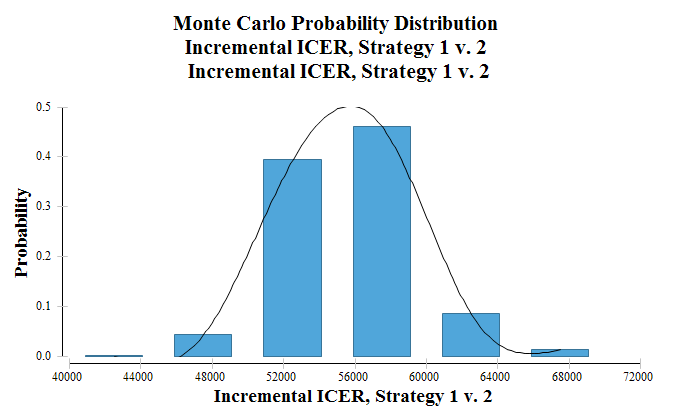 Monte Carlo Probability Distribution
Incremental ICER, Strategy 1 v. 2
Incremental ICER, Strategy 1 v. 2
0.5
0.4
0.3
0.2
0.1
0.0
Probability
40000 44000 48000 52000 56000 60000 64000 68000 72000
Incremental ICER, Strategy 1 v. 2